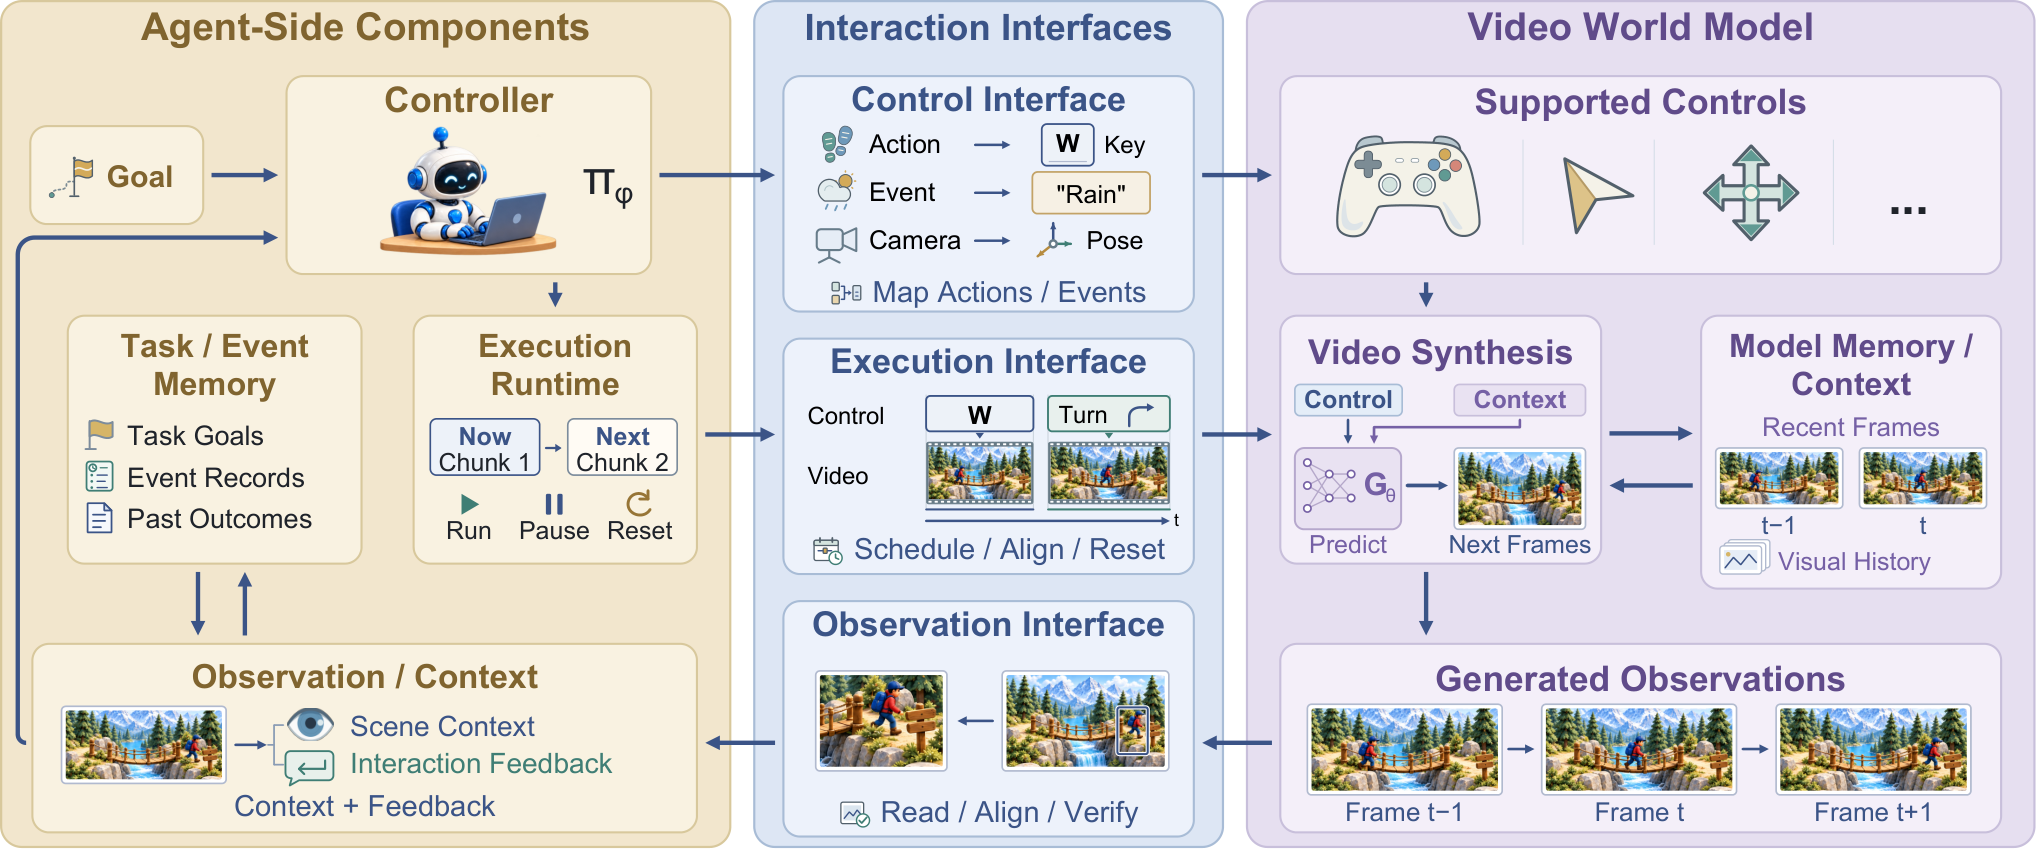 Agent-Side Components
Goal
Controller
πφ
Task / Event
Memory
Task Goals
Event Records
Past Outcomes
Execution
Runtime
Now
Chunk 1
Next
Chunk 2
Run
Pause
Reset
Observation / Context
Scene Context
Interaction Feedback
Context + Feedback
Interaction Interfaces
Control Interface
Action
W
Key
Event
"Rain"
Camera
Pose
Map Actions / Events
Execution Interface
Control
W
Turn
Video
t
Schedule / Align / Reset
Observation Interface
Read / Align / Verify
Video World Model
Supported Controls
...
Video Synthesis
Control
Context
Gθ
Predict
Next Frames
Model Memory /
Context
Recent Frames
t−1
t
Visual History
Generated Observations
Frame t−1
Frame t
Frame t+1